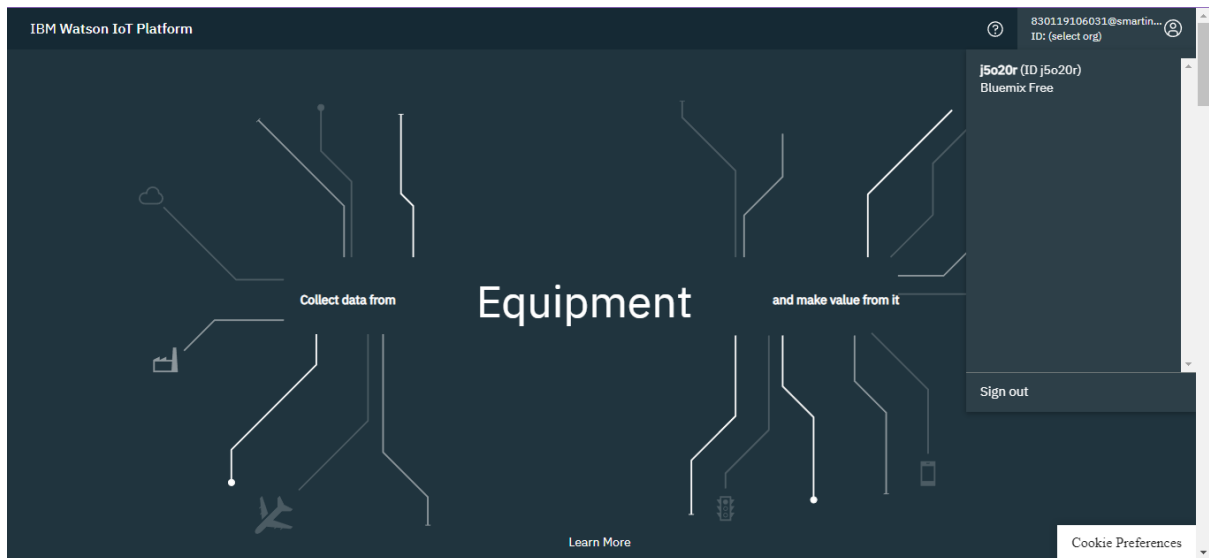 IBM Watson IoT Platform
830119106031@smartin...
ID: (select org)
j5o20r (ID j5o20r)
Bluemix Free
Collect data from
Equipment
and make value from it
Sign out
Learn More
Cookie Preferences